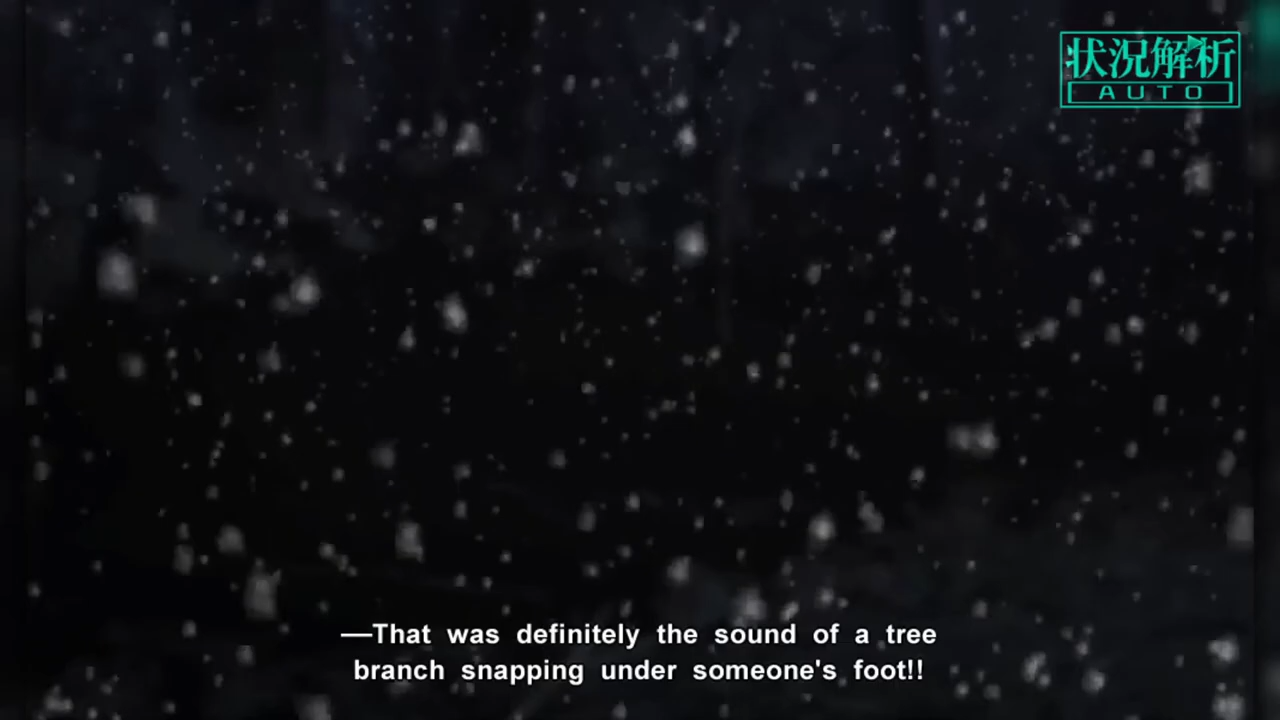 状況解析
AUTO
—That was definitely the sound of a tree
branch snapping under someone's foot!!